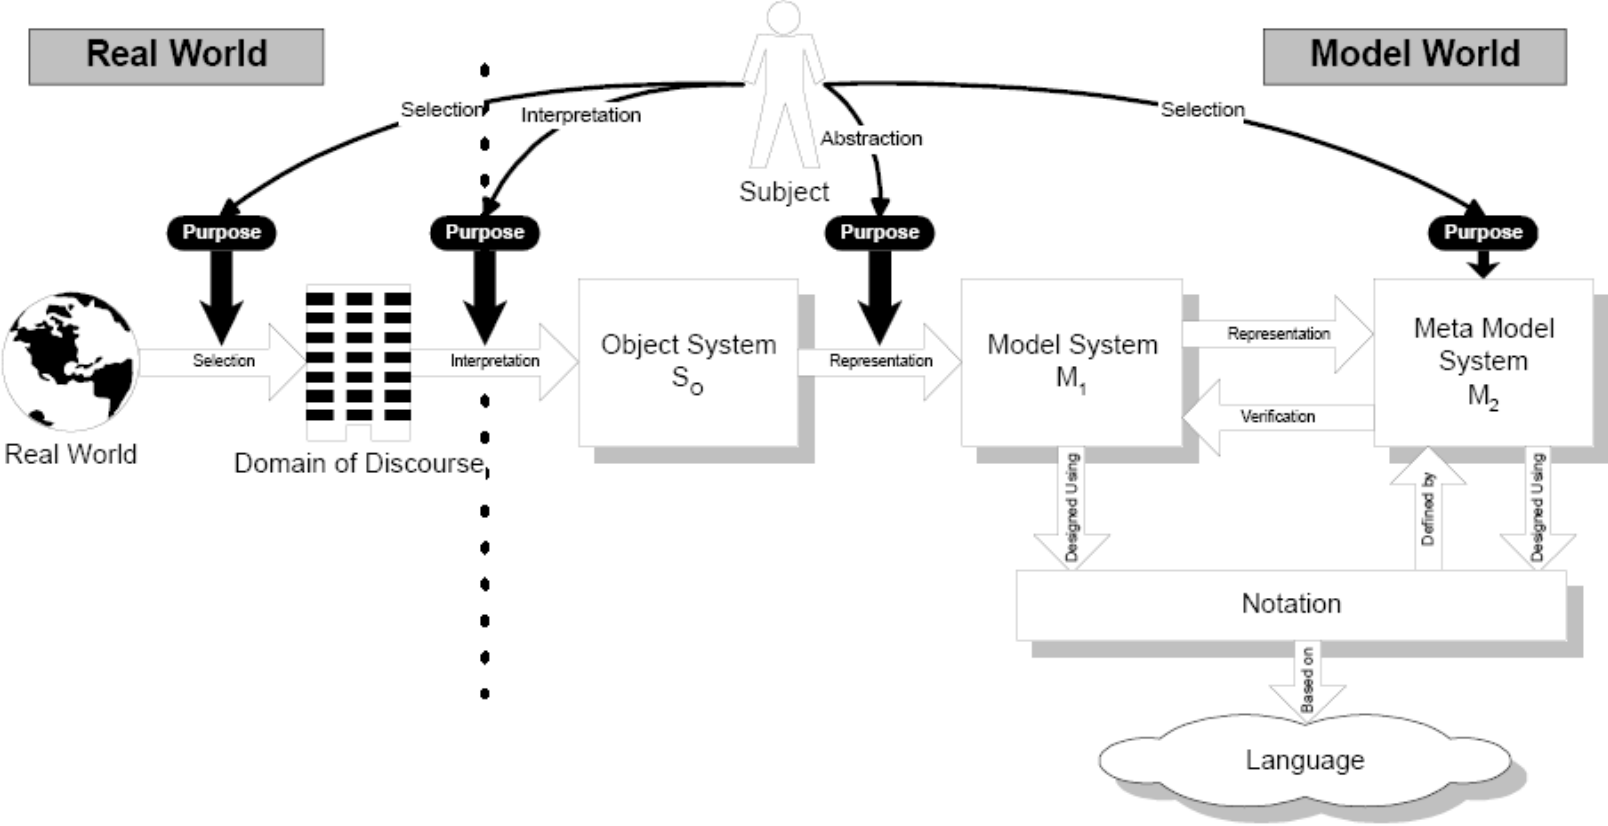 Real World
Model World
Selection
Interpretation
Abstraction
Selection
Subject
Purpose
Purpose
Purpose
Purpose
Selection
Interpretation
Object System
S₀
Representation
Model System
M₁
Representation
Verification
Meta Model
System
M₂
Real World
Domain of Discourse
Designed Using
Defined by
Designed Using
Notation
Based on
Language